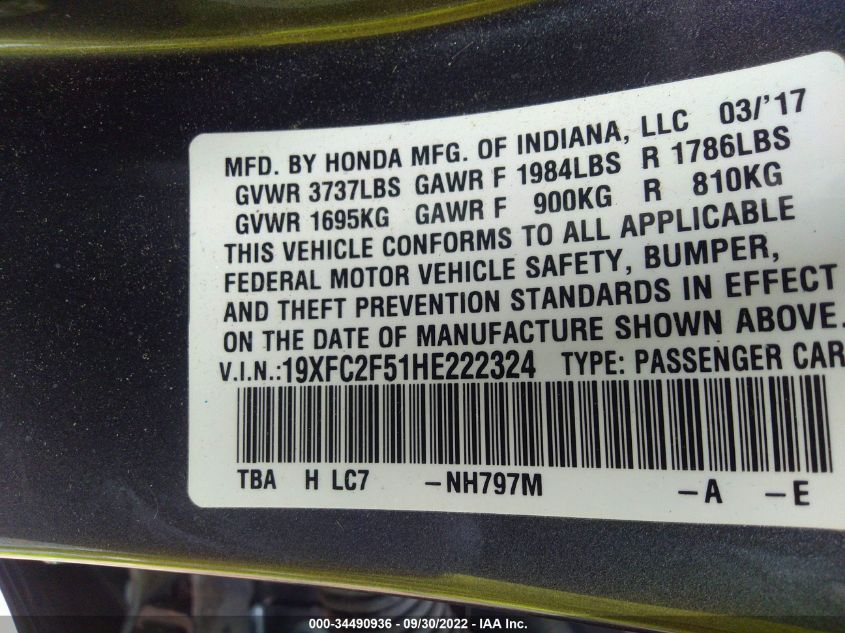 MFD. BY HONDA MFG. OF INDIANA, LLC 03/'17
GVWR 3737LBS GAWR F 1984LBS R 1786LBS
GVWR 1695KG GAWR F 900KG R 810KG
THIS VEHICLE CONFORMS TO ALL APPLICABLE
FEDERAL MOTOR VEHICLE SAFETY, BUMPER,
AND THEFT PREVENTION STANDARDS IN EFFECT
ON THE DATE OF MANUFACTURE SHOWN ABOVE.
V.I.N.:19XFC2F51HE222324 TYPE: PASSENGER CAR
TBA H LC7 -NH797M -A -E
000-34490936 - 09/30/2022 - IAA Inc.